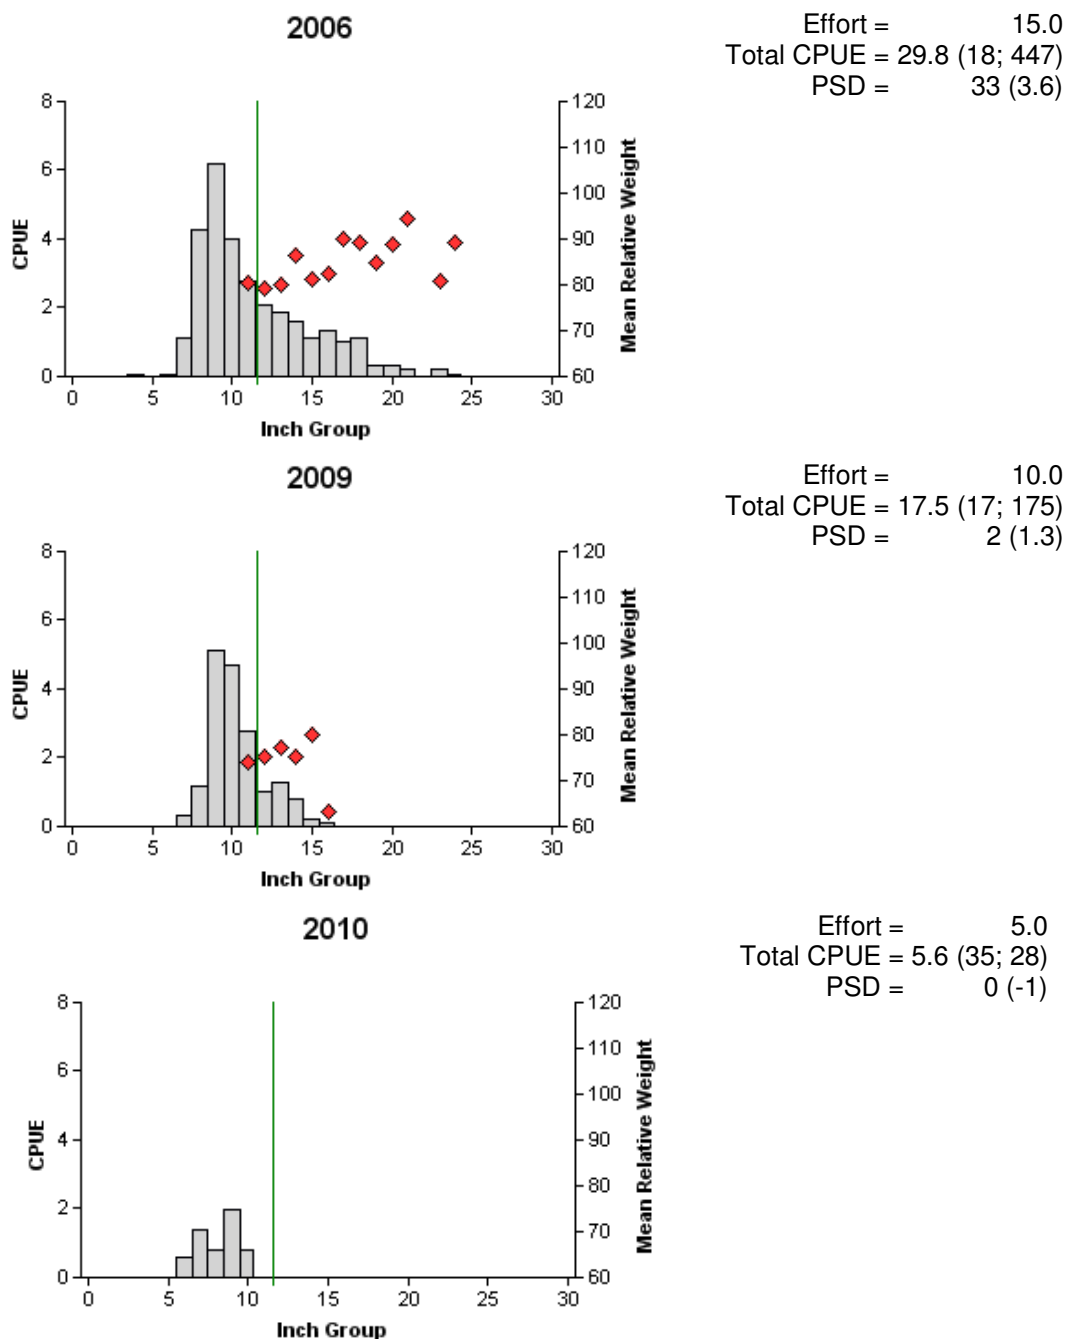 2006
Effort = 15.0
Total CPUE = 29.8 (18; 447)
PSD = 33 (3.6)
8
6
4
2
0
CPUE
120
110
100
90
80
70
60
Mean Relative Weight
0 5 10 15 20 25 30
Inch Group
2009
Effort = 10.0
Total CPUE = 17.5 (17; 175)
PSD = 2 (1.3)
8
6
4
2
0
CPUE
120
110
100
90
80
70
60
Mean Relative Weight
0 5 10 15 20 25 30
Inch Group
2010
Effort = 5.0
Total CPUE = 5.6 (35; 28)
PSD = 0 (-1)
8
6
4
2
0
CPUE
120
110
100
90
80
70
60
Mean Relative Weight
0 5 10 15 20 25 30
Inch Group